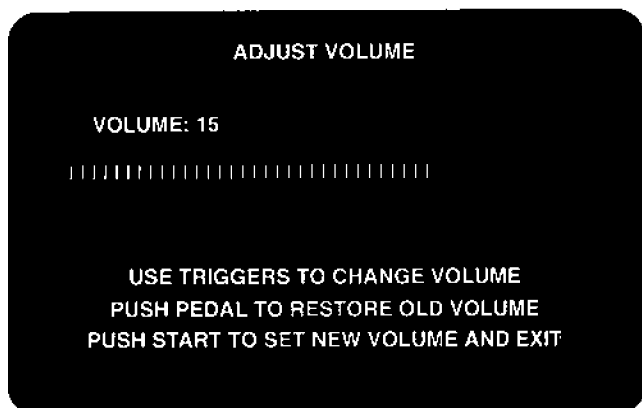 ADJUST VOLUME
VOLUME: 15
USE TRIGGERS TO CHANGE VOLUME
PUSH PEDAL TO RESTORE OLD VOLUME
PUSH START TO SET NEW VOLUME AND EXIT